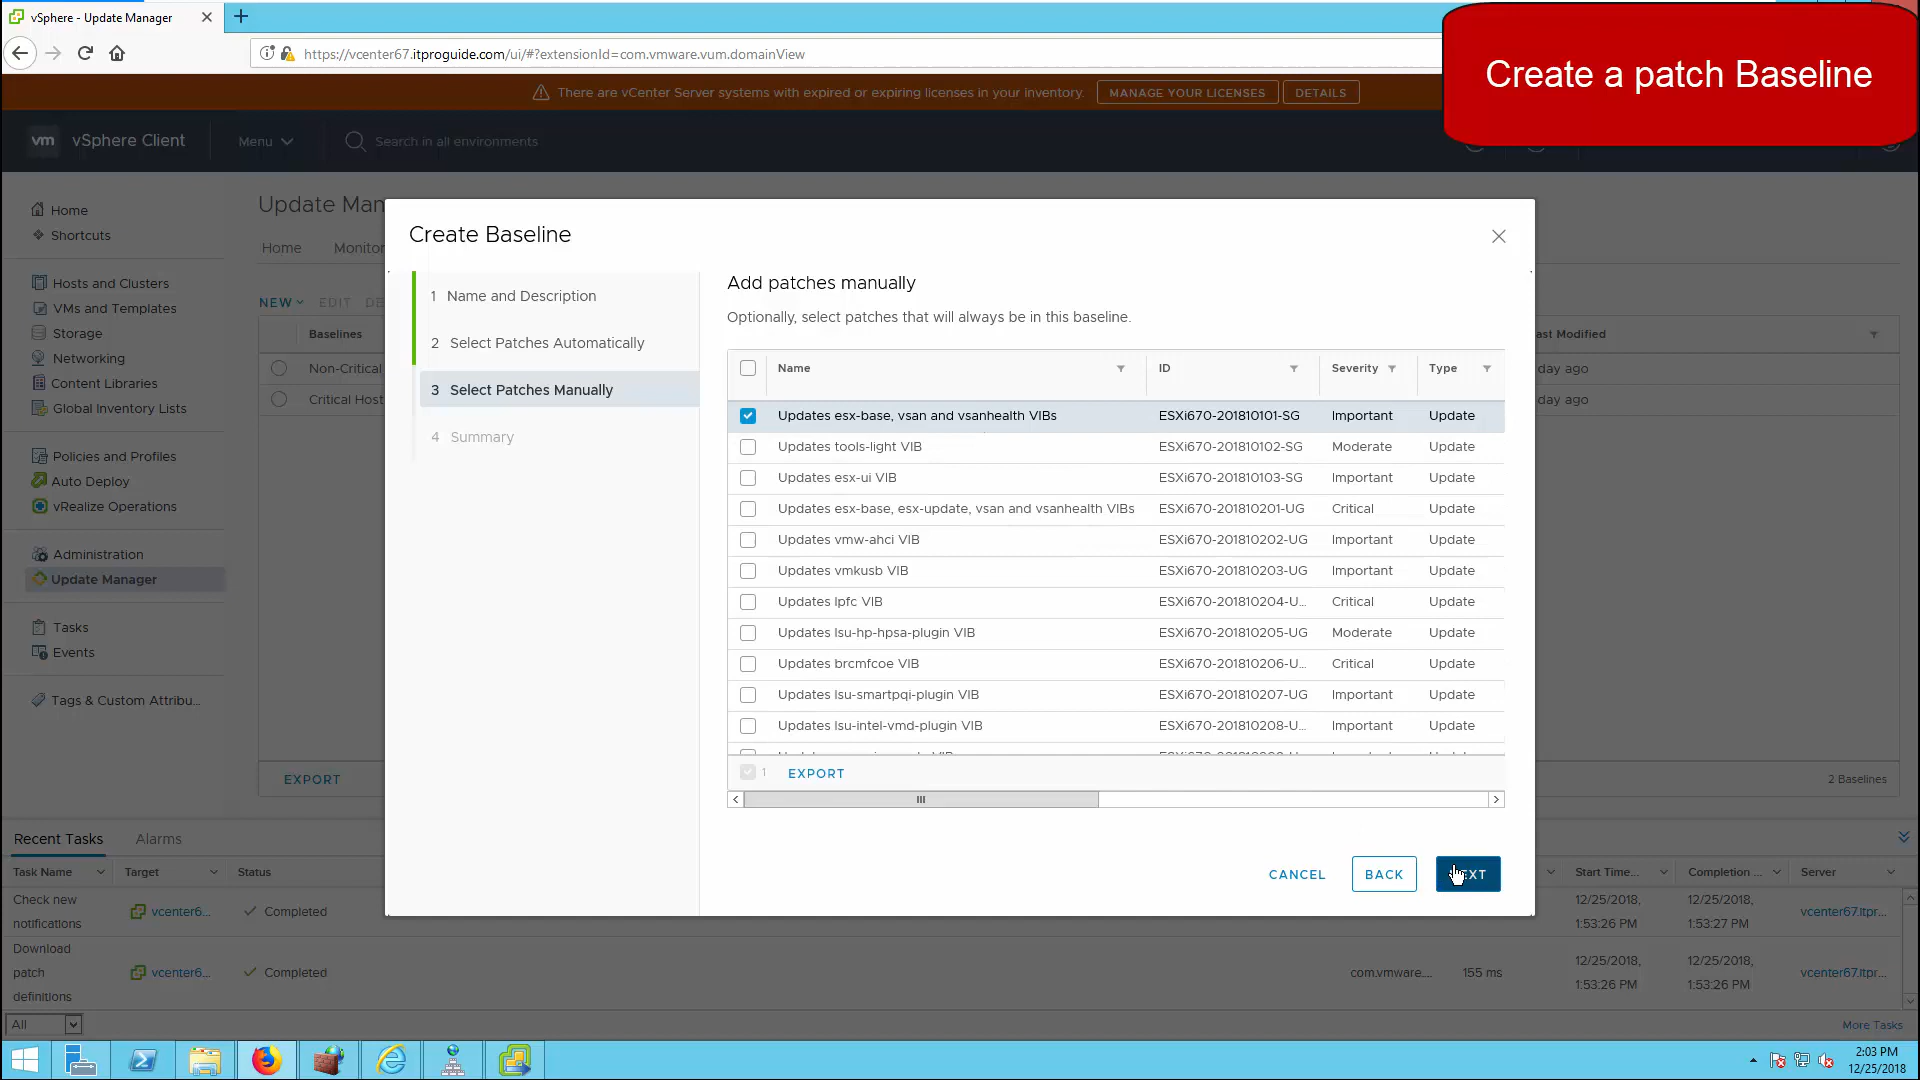 vSphere - Update Manager
https://vcenter67.itproguide.com/ui/#?extensionId=com.vmware.vum.domainView
Create a patch Baseline
There are vCenter Server systems with expired or expiring licenses in your inventory.
MANAGE YOUR LICENSES
DETAILS
vm vSphere Client
Menu
Search in all environments
Home
Shortcuts
Hosts and Clusters
VMs and Templates
Storage
Networking
Content Libraries
Global Inventory Lists
Policies and Profiles
Auto Deploy
vRealize Operations
Administration
Update Manager
Tasks
Events
Tags & Custom Attribu...
Update Man
Home Monitor
NEW EDIT DE
Baselines
Non-Critical
Critical Host
EXPORT
ast Modified
day ago
day ago
2 Baselines
Create Baseline
1 Name and Description
2 Select Patches Automatically
3 Select Patches Manually
4 Summary
Add patches manually
Optionally, select patches that will always be in this baseline.
Name ID Severity Type
Updates esx-base, vsan and vsanhealth VIBs ESXi670-201810101-SG Important Update
Updates tools-light VIB ESXi670-201810102-SG Moderate Update
Updates esx-ui VIB ESXi670-201810103-SG Important Update
Updates esx-base, esx-update, vsan and vsanhealth VIBs ESXi670-201810201-UG Critical Update
Updates vmw-ahci VIB ESXi670-201810202-UG Important Update
Updates vmkusb VIB ESXi670-201810203-UG Important Update
Updates lpfc VIB ESXi670-201810204-U... Critical Update
Updates lsu-hp-hpsa-plugin VIB ESXi670-201810205-UG Moderate Update
Updates brcmfcoe VIB ESXi670-201810206-U... Critical Update
Updates lsu-smartpqi-plugin VIB ESXi670-201810207-UG Important Update
Updates lsu-intel-vmd-plugin VIB ESXi670-201810208-U... Important Update
1 EXPORT
CANCEL
BACK
EXT
Recent Tasks Alarms
Task Name Target Status Start Time... Completion ... Server
Check new
notifications
vcenter6... Completed
12/25/2018,
1:53:26 PM
12/25/2018,
1:53:27 PM
vcenter67.itpr...
Download
patch
definitions
vcenter6... Completed
com.vmware.... 155 ms
12/25/2018,
1:53:26 PM
12/25/2018,
1:53:26 PM
vcenter67.itpr...
All
More Tasks
2:03 PM
12/25/2018